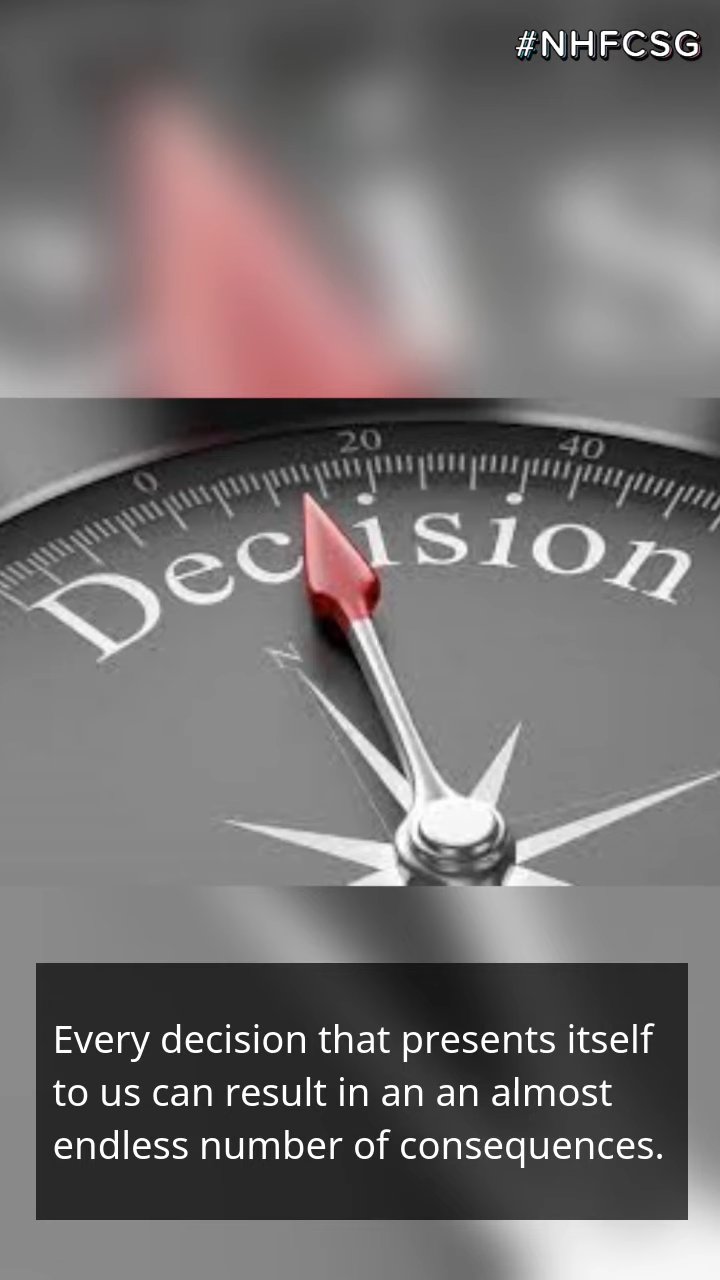 #NHFCSG
0 20 40
Decision
N
Every decision that presents itself
to us can result in an an almost
endless number of consequences.